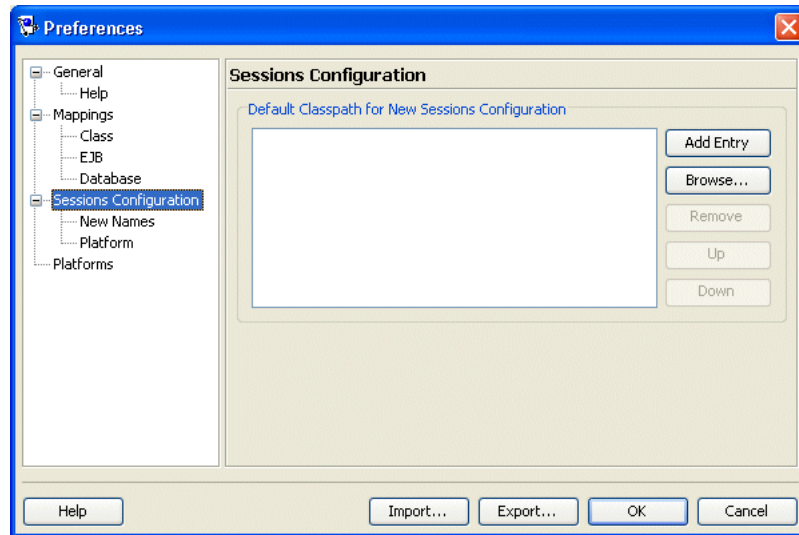 Preferences
General
Help
Mappings
Class
EJB
Database
Sessions Configuration
New Names
Platform
Platforms
Sessions Configuration
Default Classpath for New Sessions Configuration
Add Entry
Browse...
Remove
Up
Down
Help
Import...
Export...
OK
Cancel